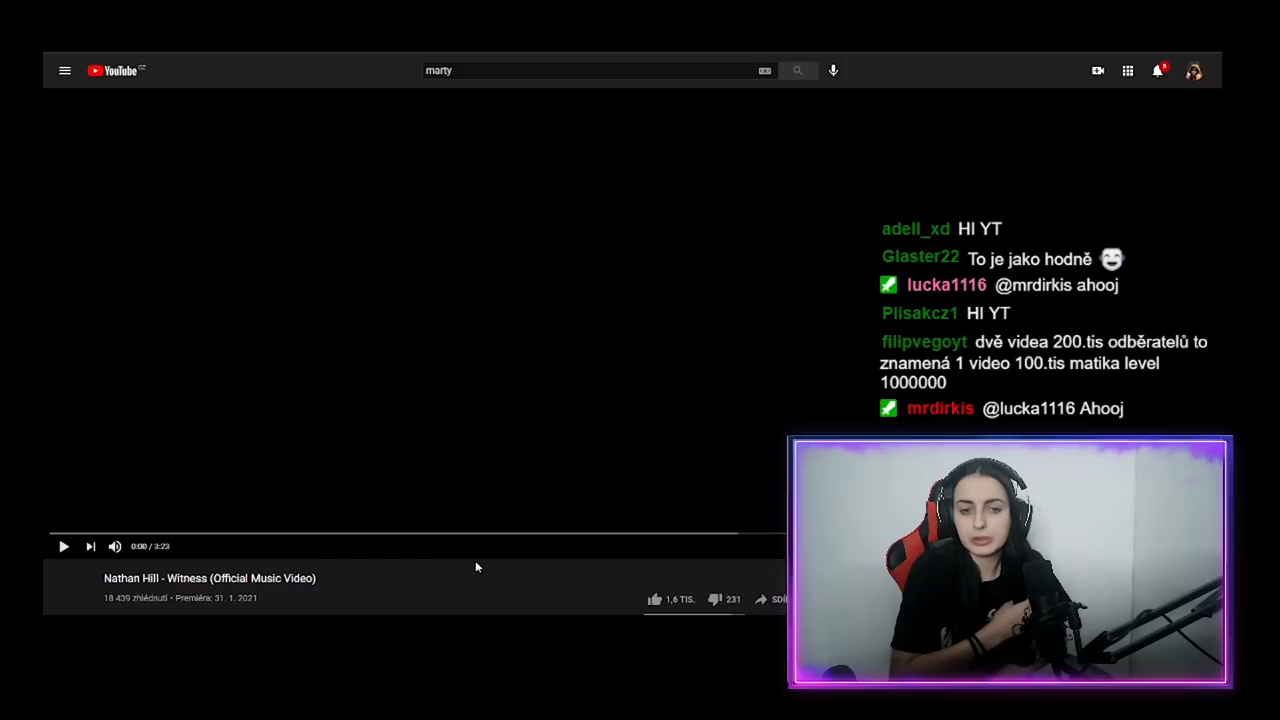 YouTube CZ
marty
5
adell_xd HI YT
Glaster22 To je jako hodně
lucka1116 @mrdirkis ahooj
Plisakcz1 HI YT
filipvegoyt dvě videa 200.tis odběratelů to
znamená 1 video 100.tis matika level
1000000
mrdirkis @lucka1116 Ahooj
0:00 / 3:23
Nathan Hill - Witness (Official Music Video)
18 439 zhlédnutí • Premiéra: 31. 1. 2021
1,6 TIS. 231 SDÍ